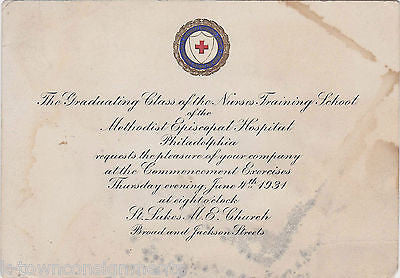 The Graduating Class of the Nurses Training School
of the
Methodist Episcopal Hospital
Philadelphia
requests the pleasure of your company
at the Commencement Exercises
Thursday evening, June 4th 1931
at eight o'clock
St. Lukes M.E. Church
Broad and Jackson Streets